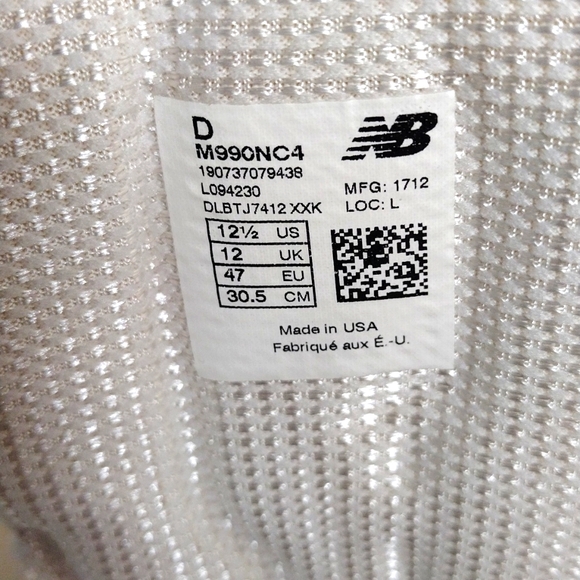 D
M990NC4
NB
190737079438
L094230
MFG: 1712
DLBTJ7412 XXK
LOC: L
12½ US
12 UK
47 EU
30.5 CM
Made in USA
Fabriqué aux É.-U.